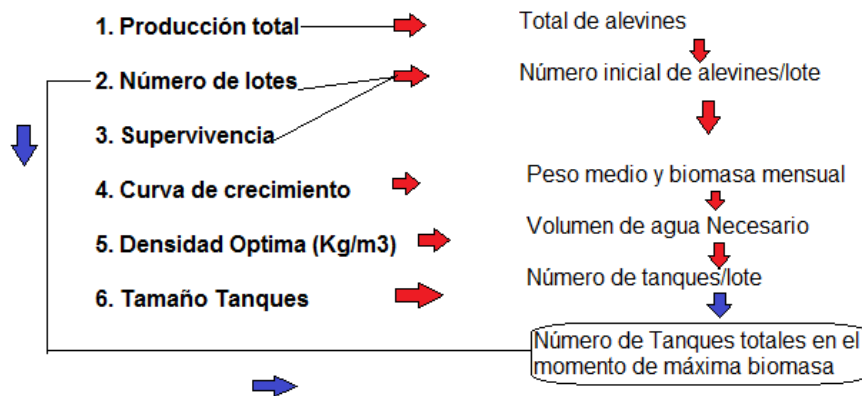 1. Producción total
Total de alevines
2. Número de lotes
Número inicial de alevines/lote
3. Supervivencia
Peso medio y biomasa mensual
4. Curva de crecimiento
Volumen de agua Necesario
5. Densidad Optima (Kg/m3)
Número de tanques/lote
6. Tamaño Tanques
Número de Tanques totales en el
momento de máxima biomasa